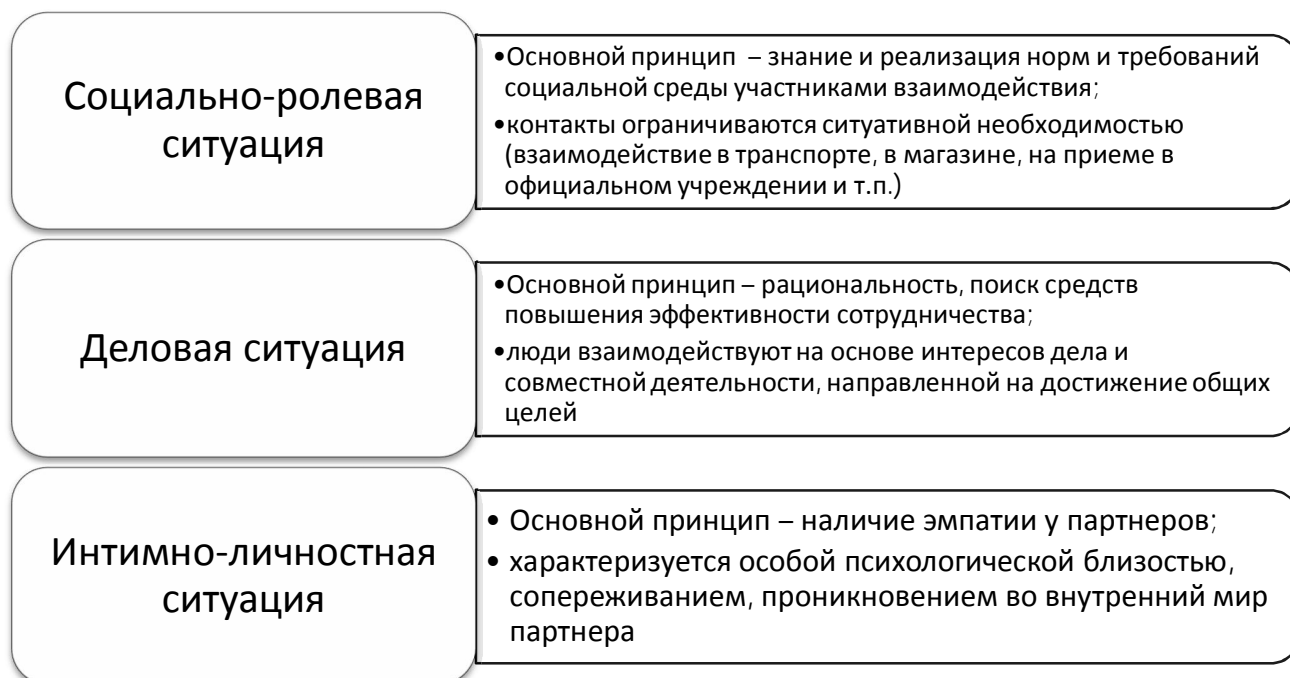 Социально-ролевая
ситуация
•Основной принцип – знание и реализация норм и требований
социальной среды участниками взаимодействия;
•контакты ограничиваются ситуативной необходимостью
(взаимодействие в транспорте, в магазине, на приеме в
официальном учреждении и т.п.)
Деловая ситуация
•Основной принцип – рациональность, поиск средств
повышения эффективности сотрудничества;
•люди взаимодействуют на основе интересов дела и
совместной деятельности, направленной на достижение общих
целей
Интимно-личностная
ситуация
• Основной принцип – наличие эмпатии у партнеров;
• характеризуется особой психологической близостью,
сопереживанием, проникновением во внутренний мир
партнера